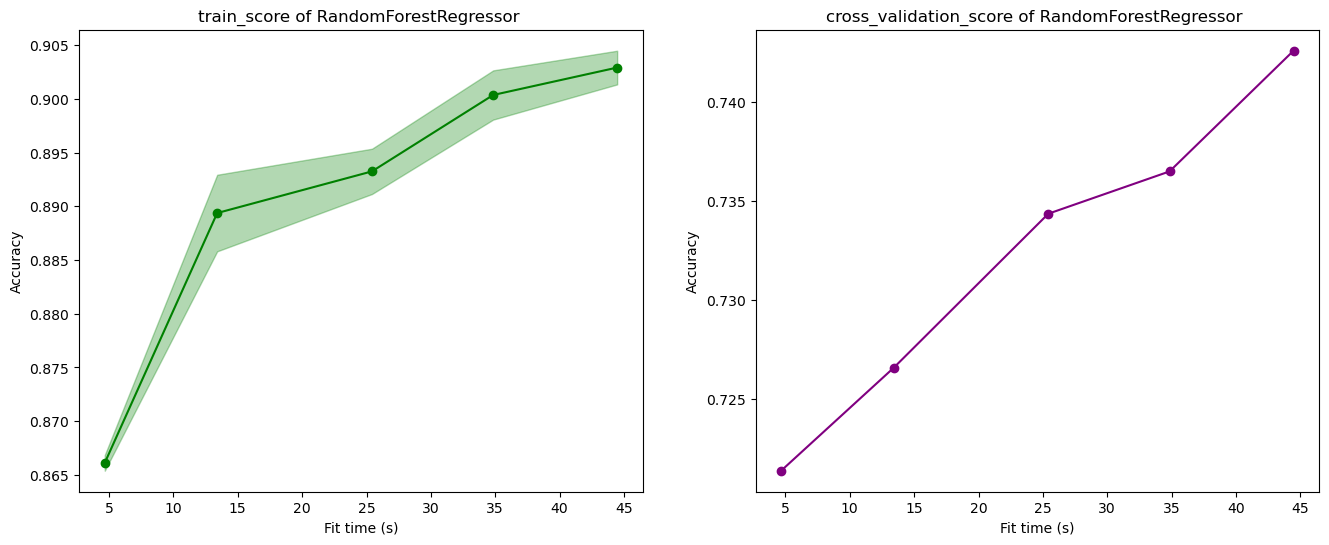 train_score of RandomForestRegressor
Accuracy
0.905
0.900
0.895
0.890
0.885
0.880
0.875
0.870
0.865
5 10 15 20 25 30 35 40 45
Fit time (s)
cross_validation_score of RandomForestRegressor
Accuracy
0.740
0.735
0.730
0.725
5 10 15 20 25 30 35 40 45
Fit time (s)